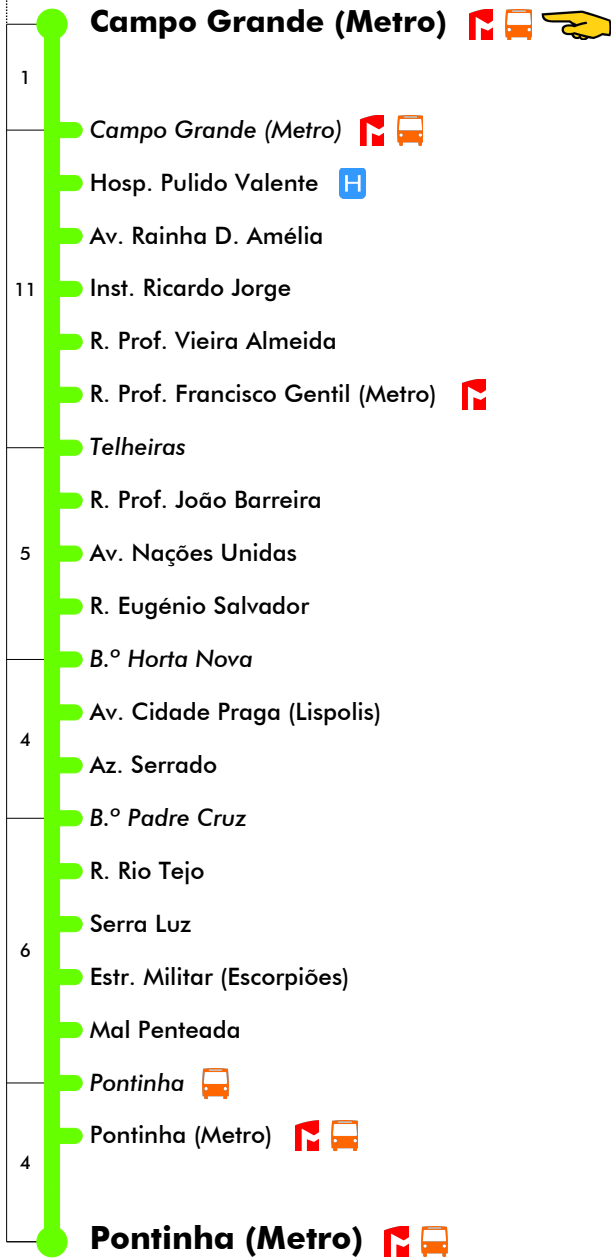 Campo Grande (Metro)
1
Campo Grande (Metro)
Hosp. Pulido Valente H
Av. Rainha D. Amélia
11 Inst. Ricardo Jorge
R. Prof. Vieira Almeida
R. Prof. Francisco Gentil (Metro)
Telheiras
R. Prof. João Barreira
5 Av. Nações Unidas
R. Eugénio Salvador
B.º Horta Nova
Av. Cidade Praga (Lispolis)
4
Az. Serrado
B.º Padre Cruz
R. Rio Tejo
Serra Luz
6
Estr. Militar (Escorpiões)
Mal Penteada
Pontinha
Pontinha (Metro)
4
Pontinha (Metro)